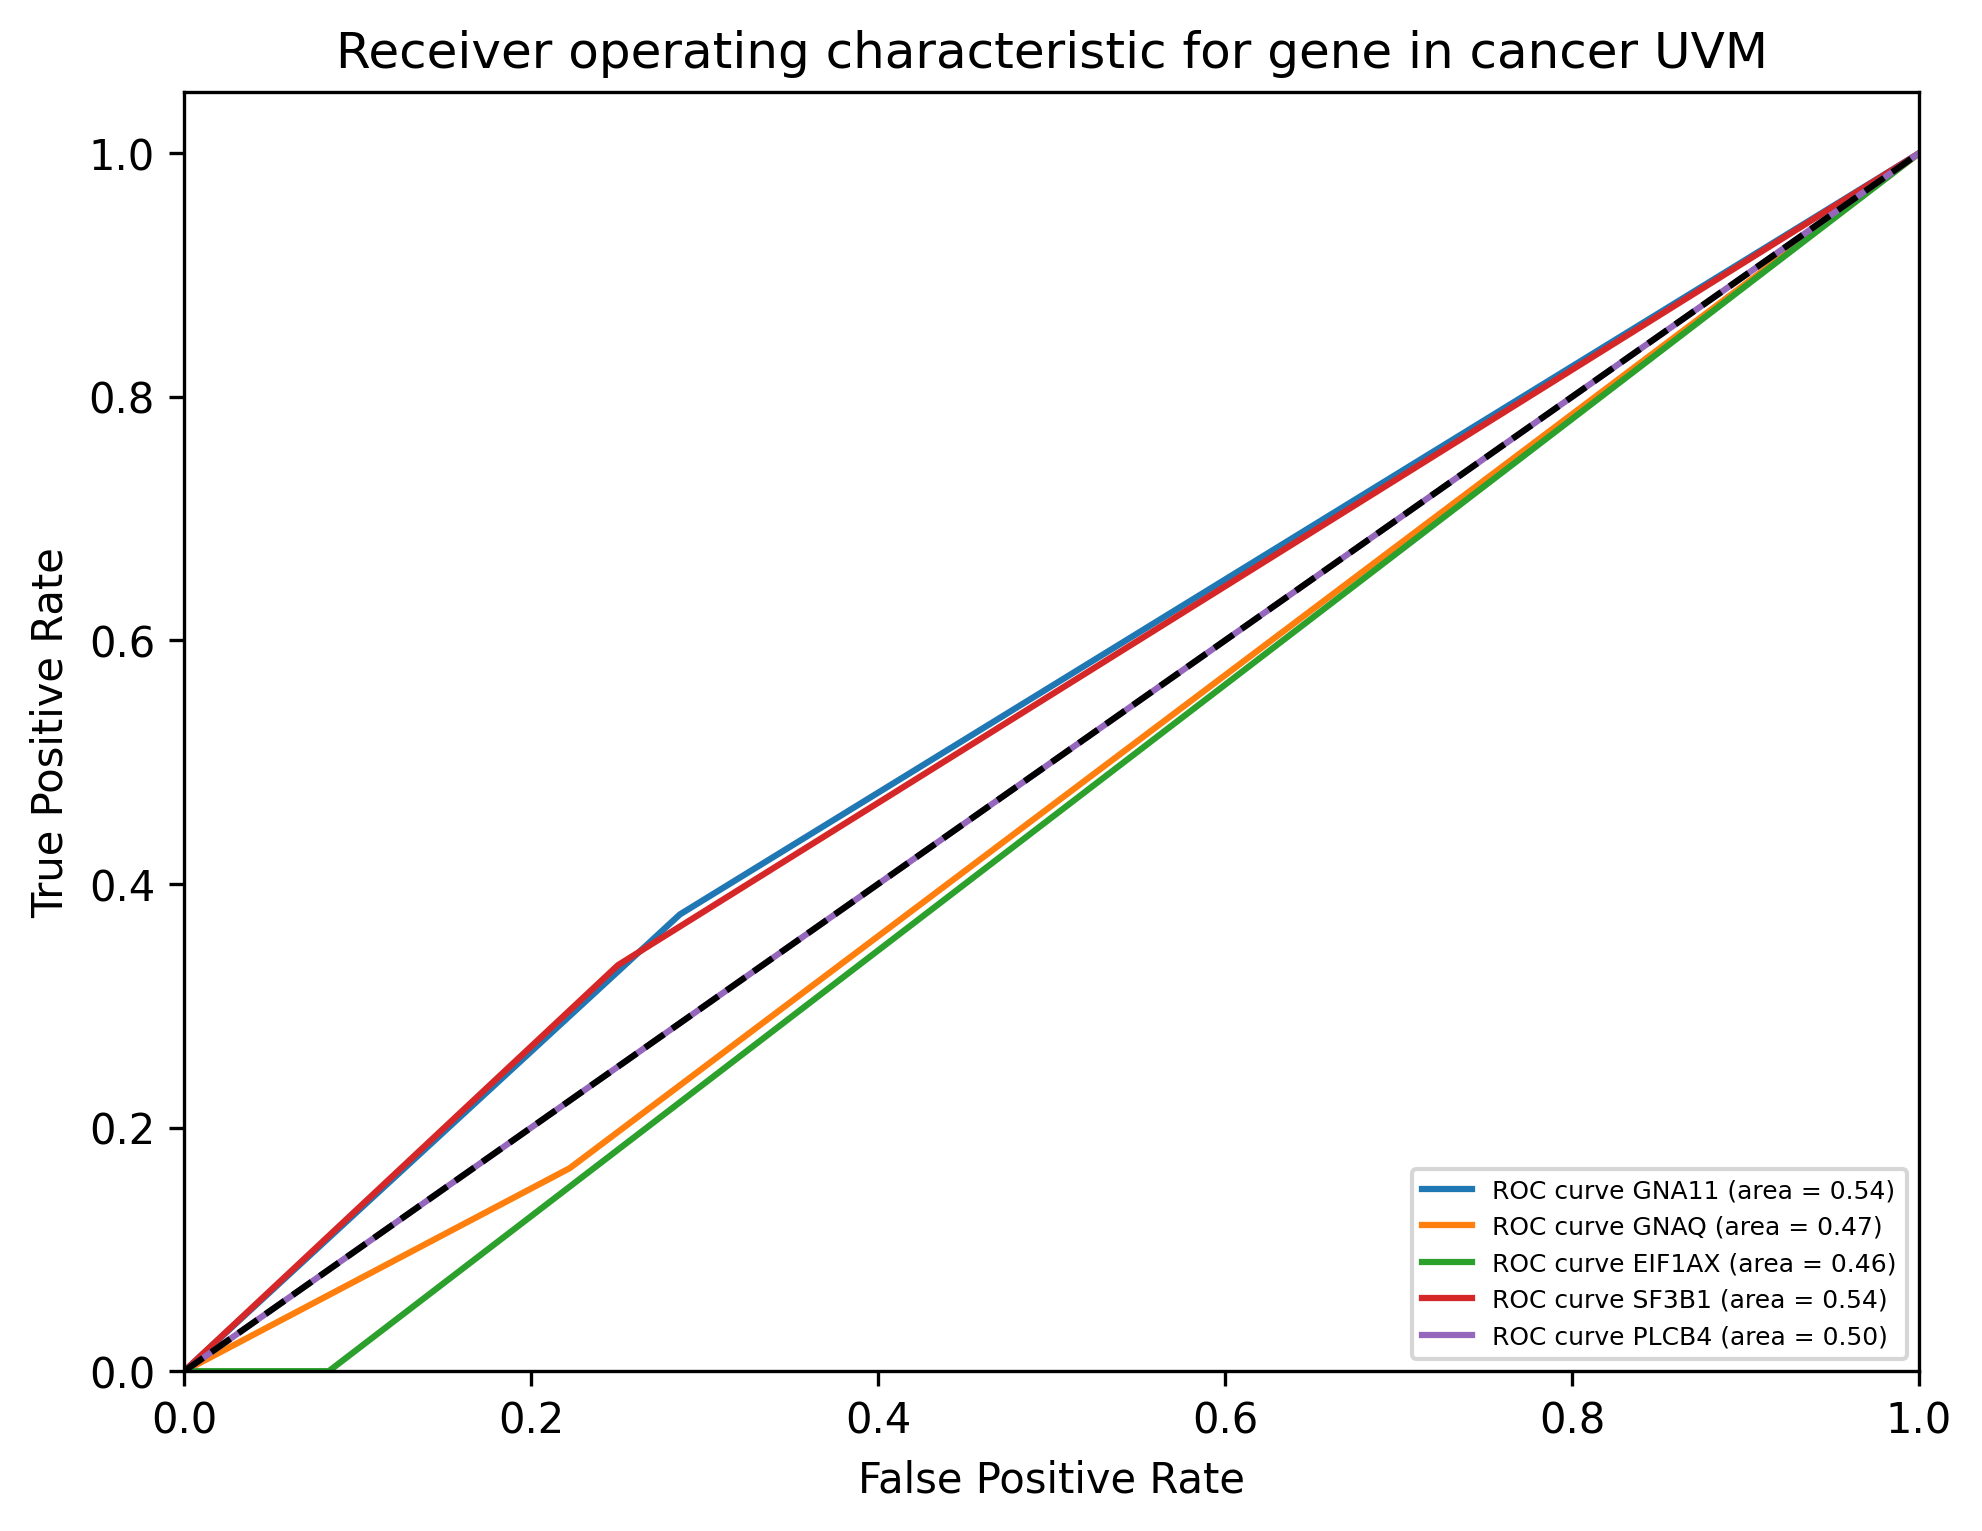 Receiver operating characteristic for gene in cancer UVM
1.0
0.8
0.6
0.4
0.2
0.0
True Positive Rate
ROC curve GNA11 (area = 0.54)
ROC curve GNAQ (area = 0.47)
ROC curve EIF1AX (area = 0.46)
ROC curve SF3B1 (area = 0.54)
ROC curve PLCB4 (area = 0.50)
0.0 0.2 0.4 0.6 0.8 1.0
False Positive Rate